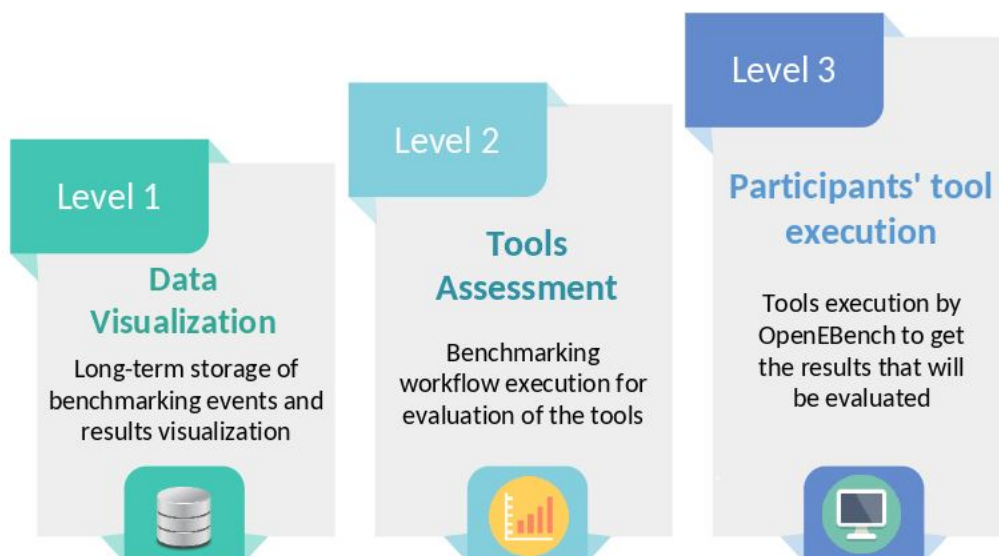 Level 1
Data
Visualization
Long-term storage of
benchmarking events and
results visualization
Level 2
Tools
Assessment
Benchmarking
workflow execution for
evaluation of the tools
Level 3
Participants' tool
execution
Tools execution by
OpenEBench to get
the results that will
be evaluated